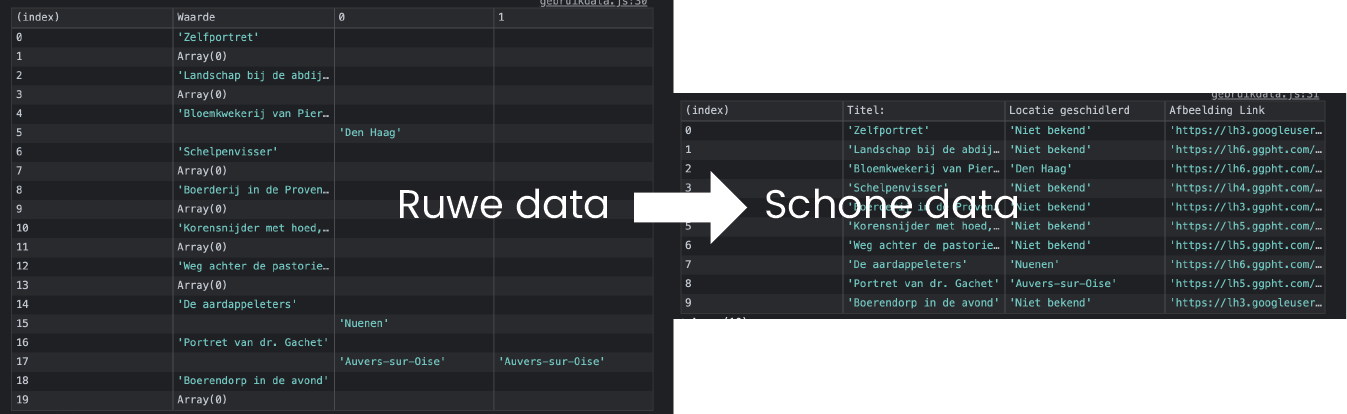 gebruikdata.js:30
(index) Waarde 0 1
0 'Zelfportret'
1 Array(0)
2 'Landschap bij de abdij…
3 Array(0)
4 'Bloemkwekerij van Pier…
5 'Den Haag'
6 'Schelpenvisser'
7 Array(0)
8 'Boerderij in de Proven…
9 Array(0)
10 'Korensnijder met hoed,…
11 Array(0)
12 'Weg achter de pastorie…
13 Array(0)
14 'De aardappeleters'
15 'Nuenen'
16 'Portret van dr. Gachet'
17 'Auvers-sur-Oise' 'Auvers-sur-Oise'
18 'Boerendorp in de avond'
19 Array(0)
Ruwe data
Schone data
gebruikdata.js:31
(index) Titel: Locatie geschidlerd Afbeelding Link
0 'Zelfportret' 'Niet bekend' 'https://lh3.googleuser…
1 'Landschap bij de abdij… 'Niet bekend' 'https://lh6.ggpht.com/…
2 'Bloemkwekerij van Pier… 'Den Haag' 'https://lh6.ggpht.com/…
3 'Schelpenvisser' 'Niet bekend' 'https://lh4.ggpht.com/…
'Boerderij in de Proven… 'Niet bekend' 'https://lh3.ggpht.com/…
5 'Korensnijder met hoed,… 'Niet bekend' 'https://lh5.ggpht.com/…
6 'Weg achter de pastorie… 'Niet bekend' 'https://lh5.ggpht.com/…
7 'De aardappeleters' 'Nuenen' 'https://lh6.ggpht.com/…
8 'Portret van dr. Gachet' 'Auvers-sur-Oise' 'https://lh5.ggpht.com/…
9 'Boerendorp in de avond' 'Niet bekend' 'https://lh3.googleuser…